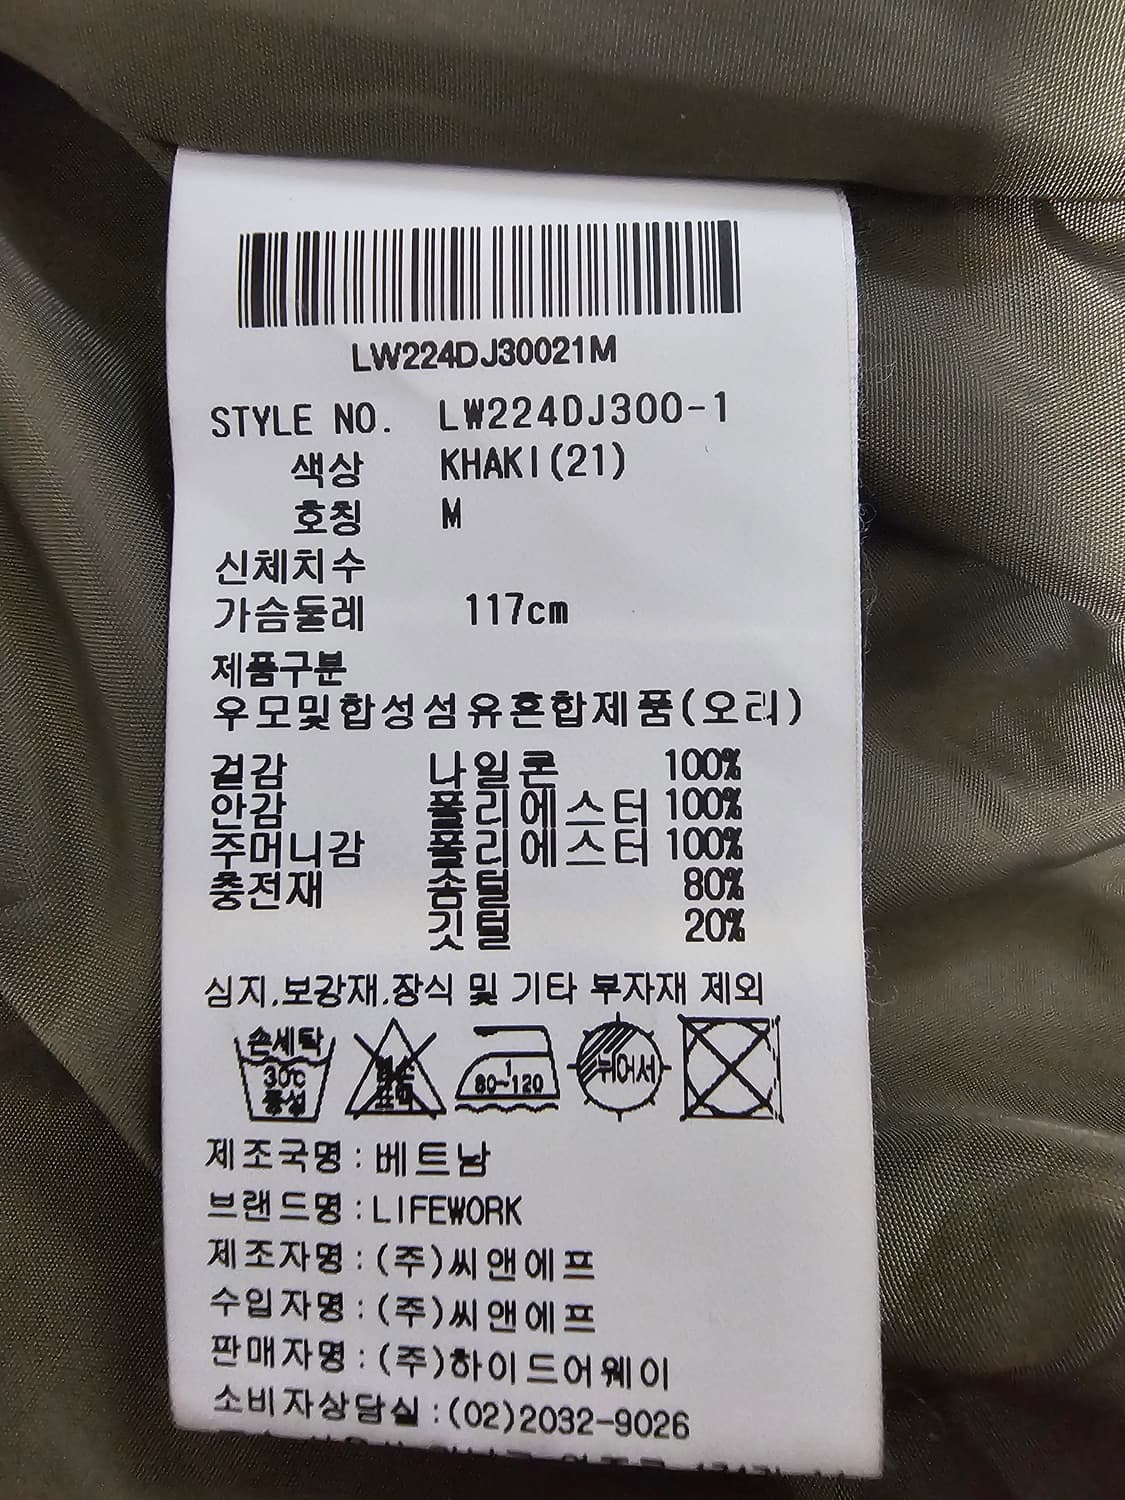 LW224DJ30021M
STYLE NO. LW224DJ300-1
색상 KHAKI(21)
호칭 M
신체치수
가슴둘레 117cm
제품구분
우모및합성섬유혼합제품(오리)
겉감 나일론 100%
안감 폴리에스터 100%
주머니감 폴리에스터 100%
충전재 솜털 80%
깃털 20%
심지,보강재,장식 및 기타 부자재 제외
손세탁
30℃
중성
염소
표백
1
80~120
뉘어서
제조국명:베트남
브랜드명:LIFEWORK
제조자명:(주)씨앤에프
수입자명:(주)씨앤에프
판매자명:(주)하이드어웨이
소비자상담실:(02)2032-9026